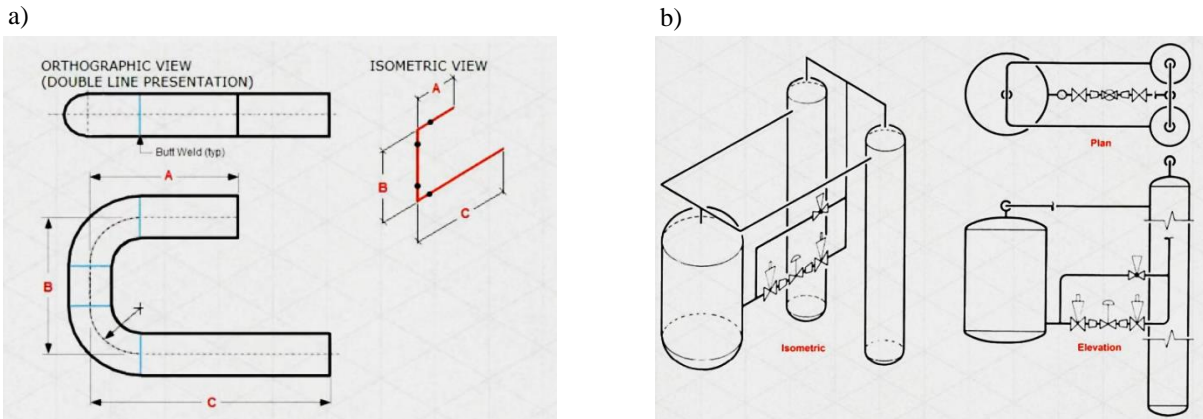 a)
b)
ORTHOGRAPHIC VIEW
(DOUBLE LINE PRESENTATION)
ISOMETRIC VIEW
A
Butt Weld (typ)
A
B
C
B
C
Plan
Isometric
Elevation